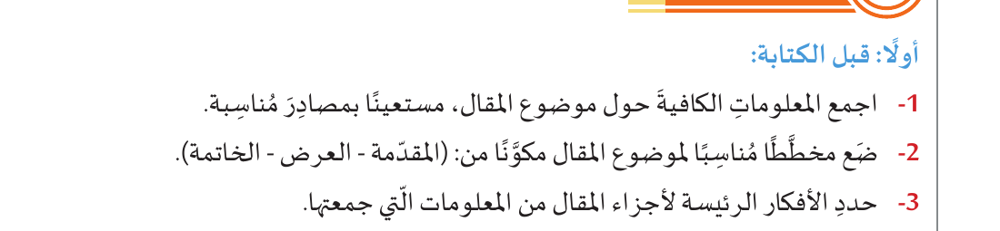 أولًا: قبل الكتابة:
1- اجمع المعلوماتِ الكافيةَ حول موضوع المقال، مستعينًا بمصادِرَ مُناسِبة.
2- ضَع مخطَّطًا مُناسِبًا لموضوع المقال مكوَّنًا من: (المقدّمة - العرض - الخاتمة).
3- حددِ الأفكار الرئيسة لأجزاء المقال من المعلومات الّتي جمعتها.